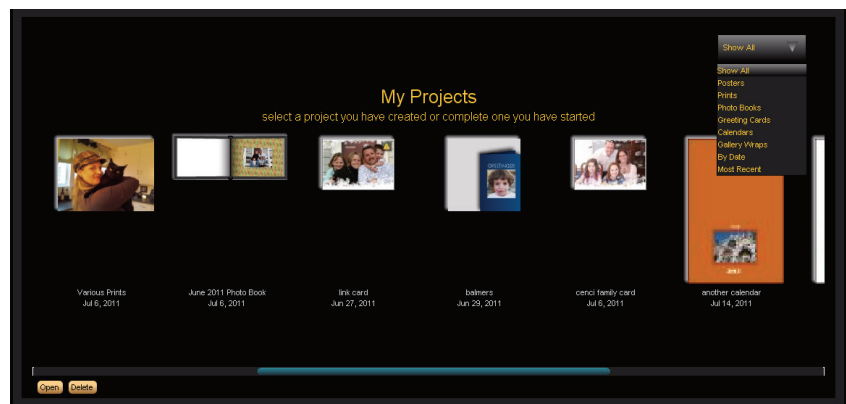 Show All
Show All
Posters
Prints
Photo Books
Greeting Cards
Calendars
Gallery Wraps
By Date
Most Recent
My Projects
select a project you have created or complete one you have started
Various Prints
Jul 6, 2011
June 2011 Photo Book
Jul 6, 2011
link card
Jun 27, 2011
balmers
Jun 29, 2011
cenci family card
Jul 6, 2011
another calendar
Jul 14, 2011
Open
Delete